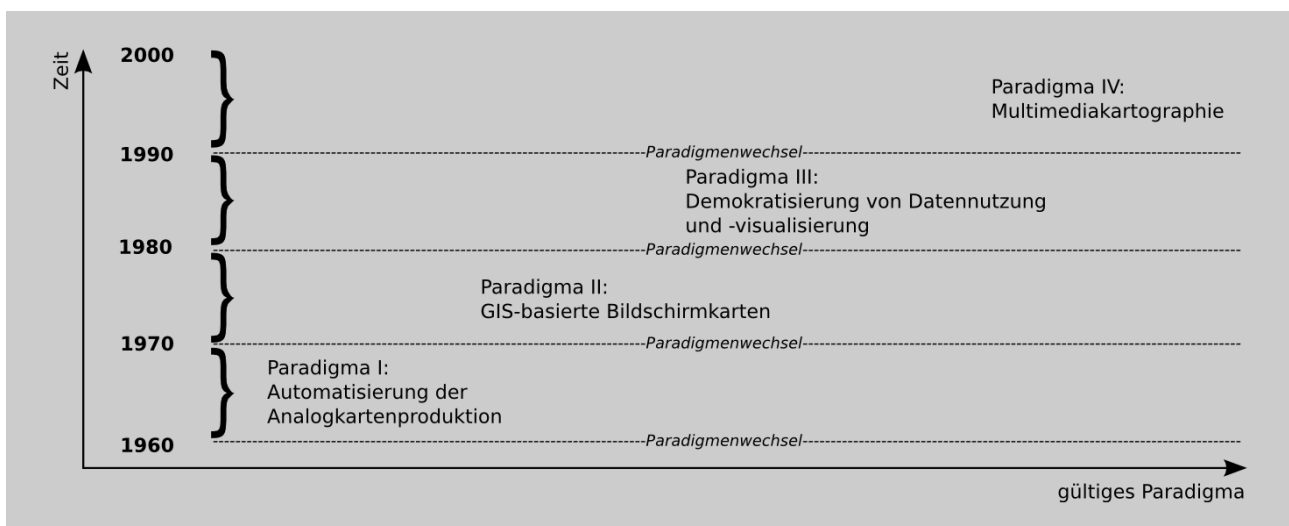 Zeit
2000
Paradigma IV:
Multimediakartographie
1990
Paradigmenwechsel
Paradigma III:
Demokratisierung von Datennutzung
und -visualisierung
1980
Paradigmenwechsel
Paradigma II:
GIS-basierte Bildschirmkarten
1970
Paradigmenwechsel
Paradigma I:
Automatisierung der
Analogkartenproduktion
1960
Paradigmenwechsel
gültiges Paradigma